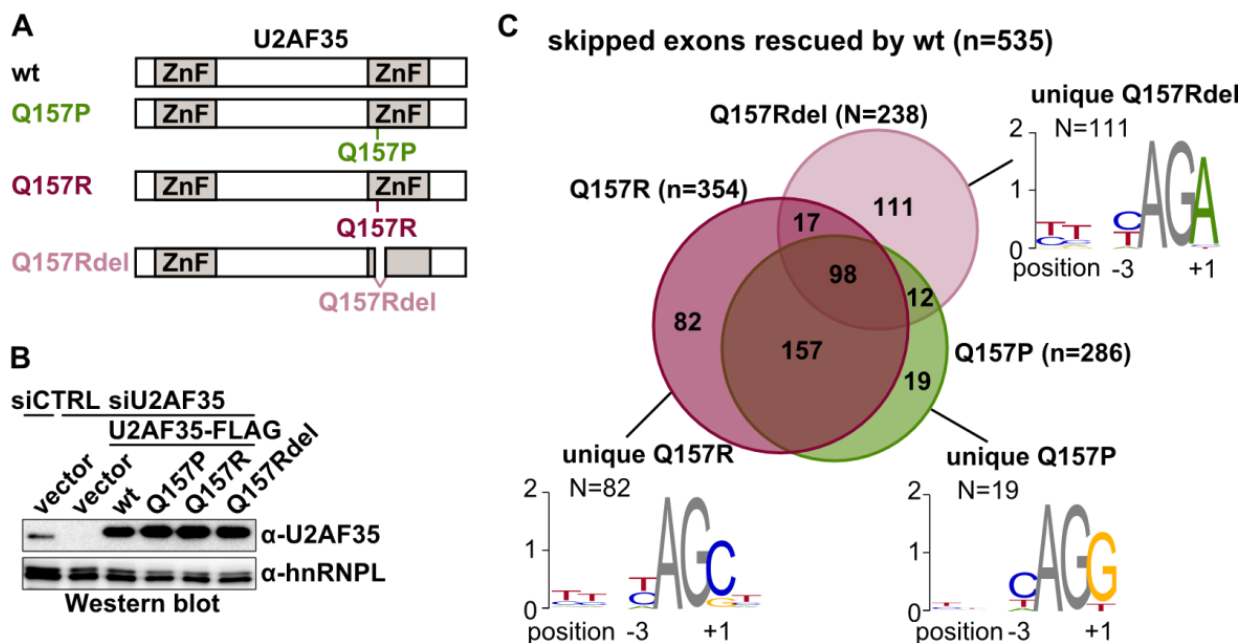 A
U2AF35
wt
ZnF ZnF
Q157P
ZnF ZnF
Q157P
Q157R
ZnF ZnF
Q157R
Q157Rdel
ZnF
Q157Rdel
B
siCTRL siU2AF35
U2AF35-FLAG
vector vector wt Q157P Q157R Q157Rdel
α-U2AF35
α-hnRNPL
Western blot
C
skipped exons rescued by wt (n=535)
Q157Rdel (N=238)
Q157R (n=354)
Q157P (n=286)
17
111
98
12
82
157
19
unique Q157Rdel
N=111
2
1
0
T T C T A G A
C C
position -3 +1
unique Q157R
N=82
2
1
0
T T T C A G C
C C G T
position -3 +1
unique Q157P
N=19
2
1
0
C T A G G
T
position -3 +1